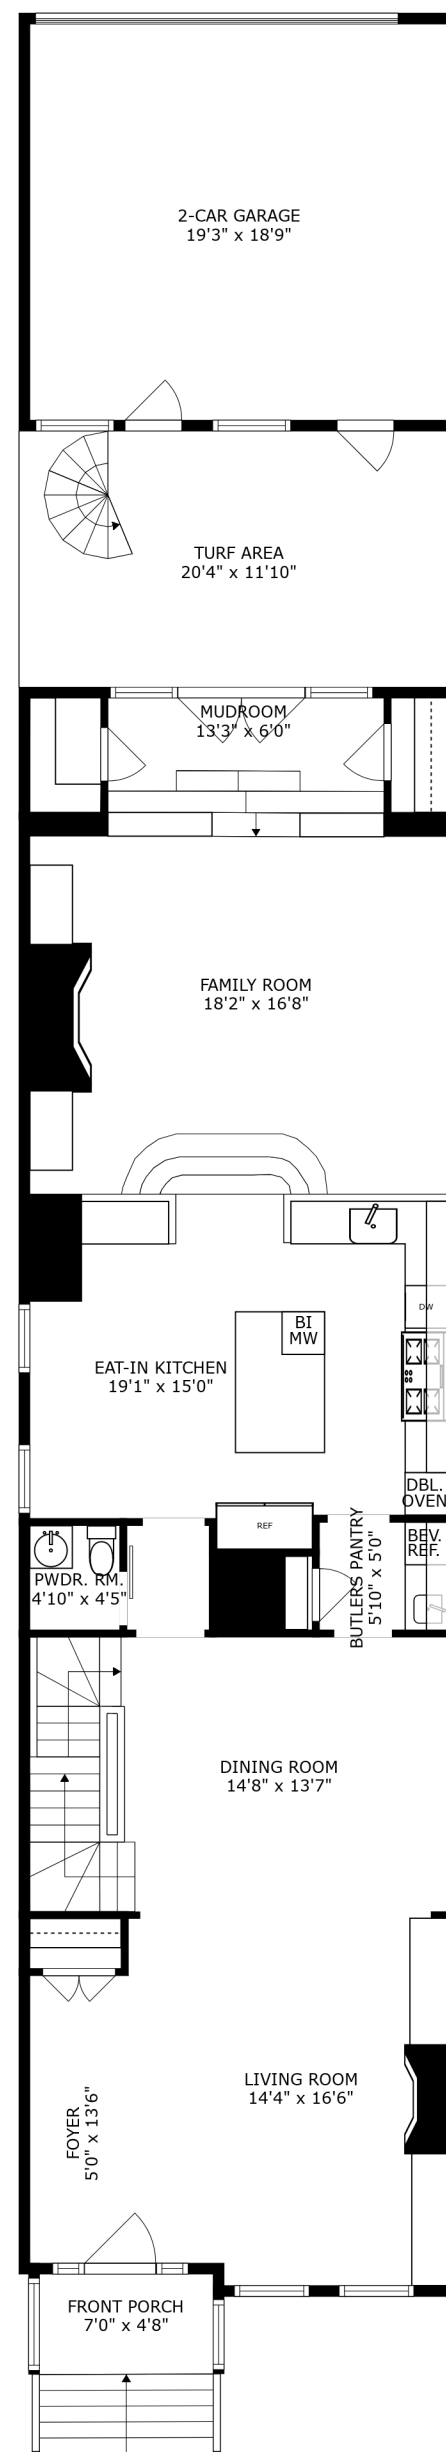 2-CAR GARAGE
19'3" x 18'9"
TURF AREA
20'4" x 11'10"
MUDROOM
13'3" x 6'0"
FAMILY ROOM
18'2" x 16'8"
BI
MW
DW
EAT-IN KITCHEN
19'1" x 15'0"
DBL.
OVEN
REF
BEV.
REF.
BUTLERS PANTRY
5'10" x 5'0"
PWDR. RM.
4'10" x 4'5"
DINING ROOM
14'8" x 13'7"
LIVING ROOM
14'4" x 16'6"
FOYER
5'0" x 13'6"
FRONT PORCH
7'0" x 4'8"